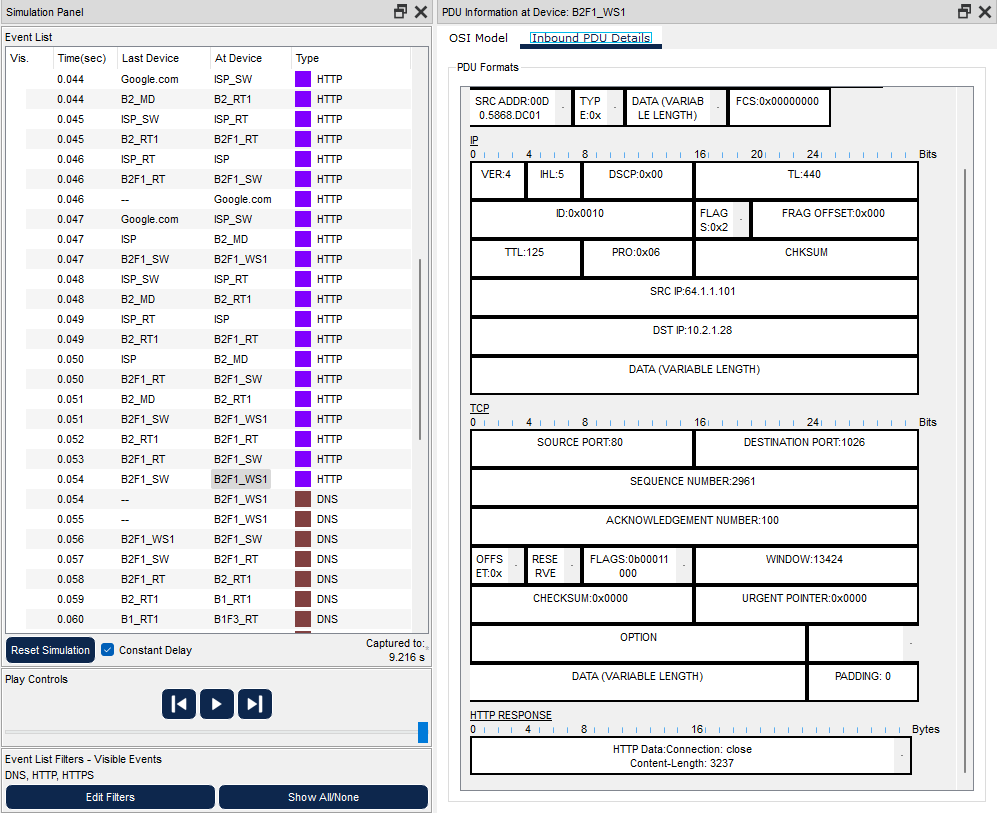 Simulation Panel
Event List
Vis. Time(sec) Last Device At Device Type
0.044 Google.com ISP_SW HTTP
0.044 B2_MD B2_RT1 HTTP
0.045 ISP_SW ISP_RT HTTP
0.045 B2_RT1 B2F1_RT HTTP
0.046 ISP_RT ISP HTTP
0.046 B2F1_RT B2F1_SW HTTP
0.046 -- Google.com HTTP
0.047 Google.com ISP_SW HTTP
0.047 ISP B2_MD HTTP
0.047 B2F1_SW B2F1_WS1 HTTP
0.048 ISP_SW ISP_RT HTTP
0.048 B2_MD B2_RT1 HTTP
0.049 ISP_RT ISP HTTP
0.049 B2_RT1 B2F1_RT HTTP
0.050 ISP B2_MD HTTP
0.050 B2F1_RT B2F1_SW HTTP
0.051 B2_MD B2_RT1 HTTP
0.051 B2F1_SW B2F1_WS1 HTTP
0.052 B2_RT1 B2F1_RT HTTP
0.053 B2F1_RT B2F1_SW HTTP
0.054 B2F1_SW B2F1_WS1 HTTP
0.054 -- B2F1_WS1 DNS
0.055 -- B2F1_WS1 DNS
0.056 B2F1_WS1 B2F1_SW DNS
0.057 B2F1_SW B2F1_RT DNS
0.058 B2F1_RT B2_RT1 DNS
0.059 B2_RT1 B1_RT1 DNS
0.060 B1_RT1 B1F3_RT DNS
Reset Simulation Constant Delay Captured to:
9.216 s
Play Controls
Event List Filters - Visible Events
DNS, HTTP, HTTPS
Edit Filters Show All/None
PDU Information at Device: B2F1_WS1
OSI Model Inbound PDU Details
PDU Formats
SRC ADDR:00D
0.5868.DC01
TYP
E:0x
DATA (VARIAB
LE LENGTH)
FCS:0x00000000
IP
0 4 8 16 20 24 Bits
VER:4 IHL:5 DSCP:0x00 TL:440
ID:0x0010
FLAG
S:0x2
FRAG OFFSET:0x000
TTL:125 PRO:0x06 CHKSUM
SRC IP:64.1.1.101
DST IP:10.2.1.28
DATA (VARIABLE LENGTH)
TCP
0 4 8 16 24 Bits
SOURCE PORT:80 DESTINATION PORT:1026
SEQUENCE NUMBER:2961
ACKNOWLEDGEMENT NUMBER:100
OFFS
ET:0x
RESE
RVE
FLAGS:0b00011
000
WINDOW:13424
CHECKSUM:0x0000 URGENT POINTER:0x0000
OPTION
DATA (VARIABLE LENGTH) PADDING: 0
HTTP RESPONSE
0 4 8 16 Bytes
HTTP Data:Connection: close
Content-Length: 3237